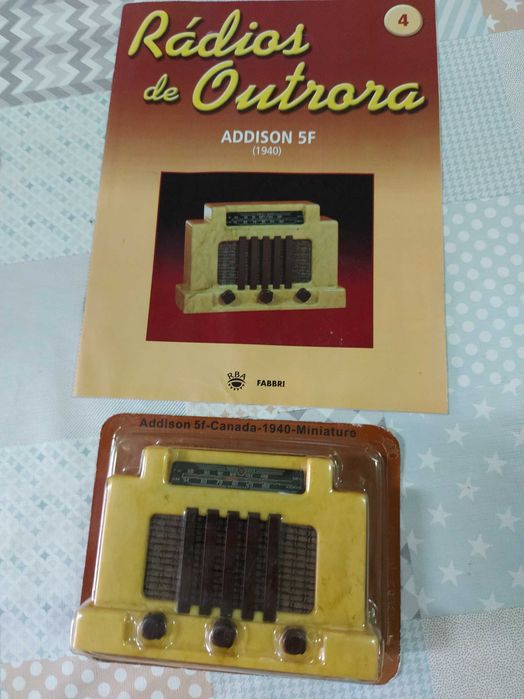 4
Rádios
de Outrora
ADDISON 5F
(1940)
RBA
FABBRI
Addison 5f-Canada-1940-Miniature